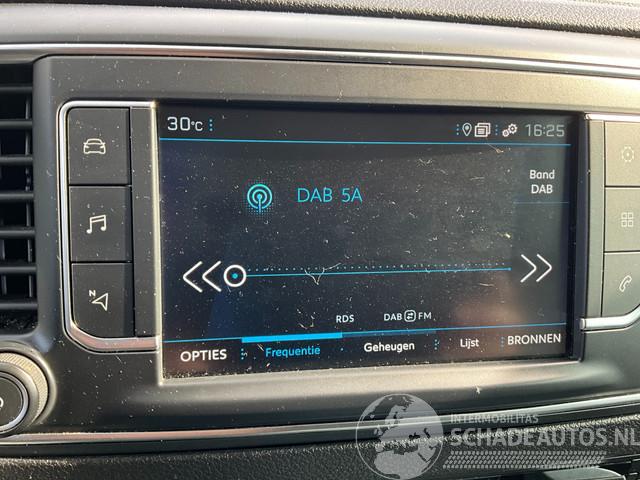 30°C
16:25
DAB 5A
Band
DAB
RDS
DAB FM
OPTIES Frequentie Geheugen Lijst BRONNEN
INTERMOBILITAS
SCHADEAUTOS.NL